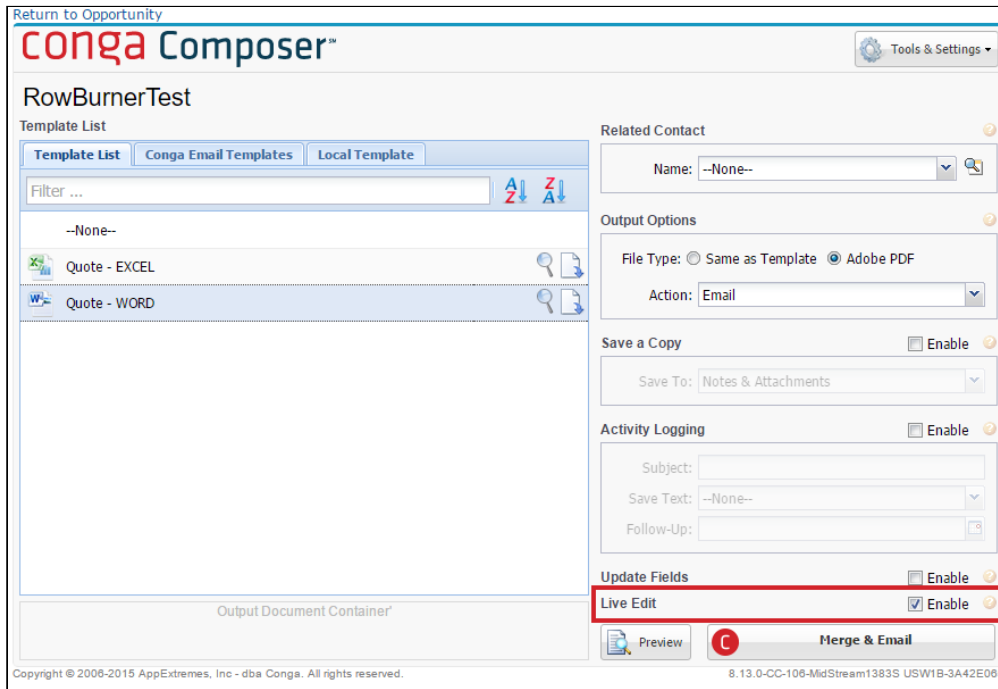 Return to Opportunity
conga Composer℠
Tools & Settings
RowBurnerTest
Template List
Template List
Conga Email Templates
Local Template
Filter ...
A Z
Z A
--None--
Quote - EXCEL
Quote - WORD
Output Document Container'
Related Contact
Name: --None--
Output Options
File Type: Same as Template Adobe PDF
Action: Email
Save a Copy Enable
Save To: Notes & Attachments
Activity Logging Enable
Subject:
Save Text: --None--
Follow-Up:
Update Fields Enable
Live Edit Enable
Preview
C Merge & Email
Copyright © 2006-2015 AppExtremes, Inc - dba Conga. All rights reserved.
8.13.0-CC-106-MidStream1383S USW1B-3A42E06